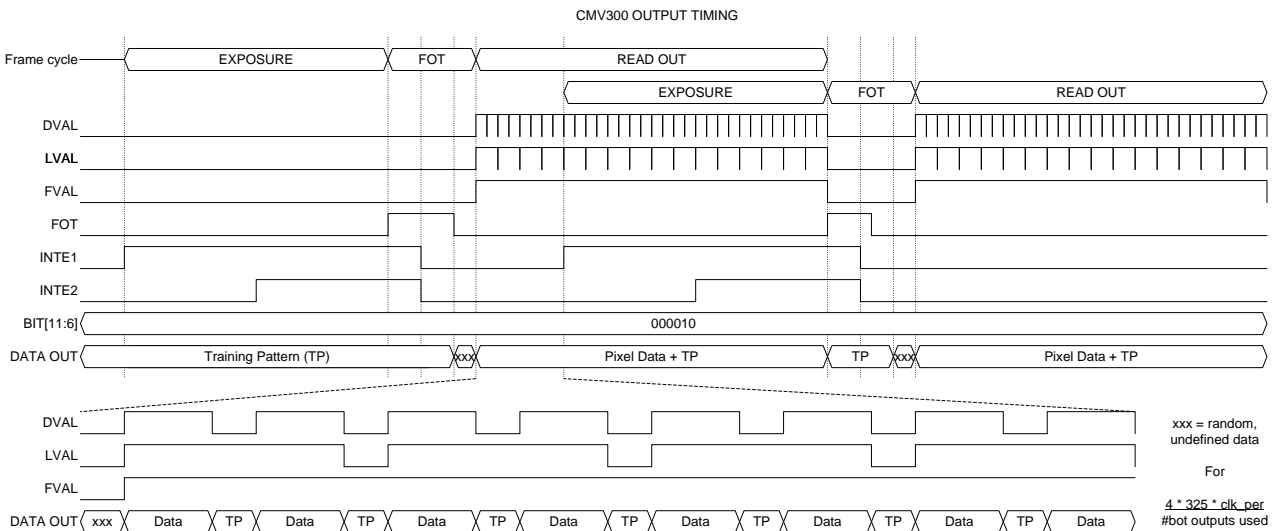 CMV300 OUTPUT TIMING
Frame cycle EXPOSURE FOT READ OUT
EXPOSURE FOT READ OUT
DVAL
LVAL
FVAL
FOT
INTE1
INTE2
BIT[11:6] 000010
DATA OUT Training Pattern (TP) xxx Pixel Data + TP TP xxx Pixel Data + TP
DVAL
LVAL
FVAL
DATA OUT xxx Data TP Data TP Data TP Data TP Data TP Data TP Data TP Data
xxx = random,
undefined data
For
4 * 325 * clk_per
#bot outputs used